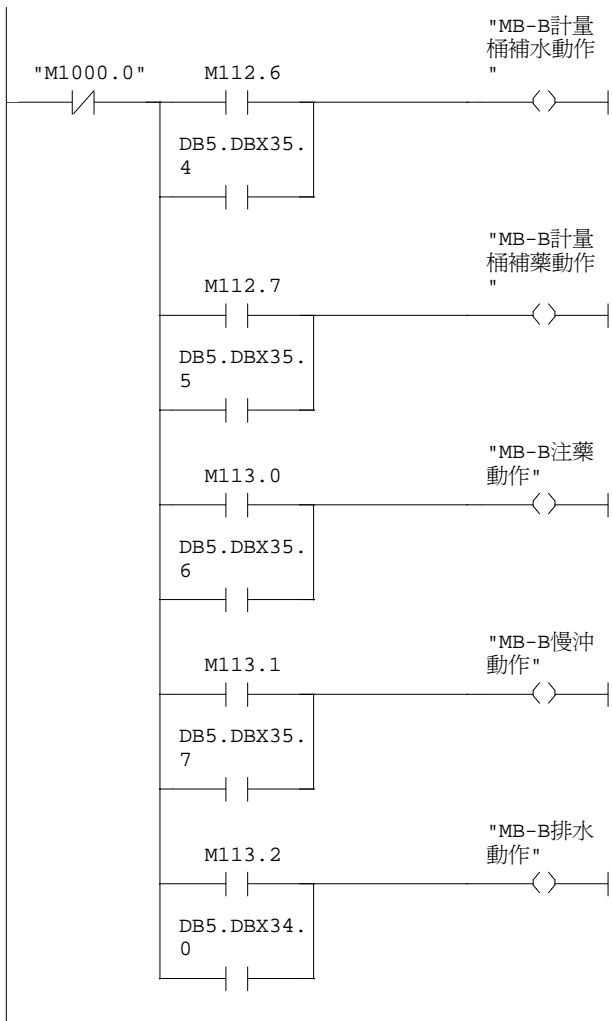 "MB-B計量
桶補水動作
"
"M1000.0"
M112.6
DB5.DBX35.
4
"MB-B計量
桶補藥動作
"
M112.7
DB5.DBX35.
5
"MB-B注藥
動作"
M113.0
DB5.DBX35.
6
"MB-B慢沖
動作"
M113.1
DB5.DBX35.
7
"MB-B排水
動作"
M113.2
DB5.DBX34.
0